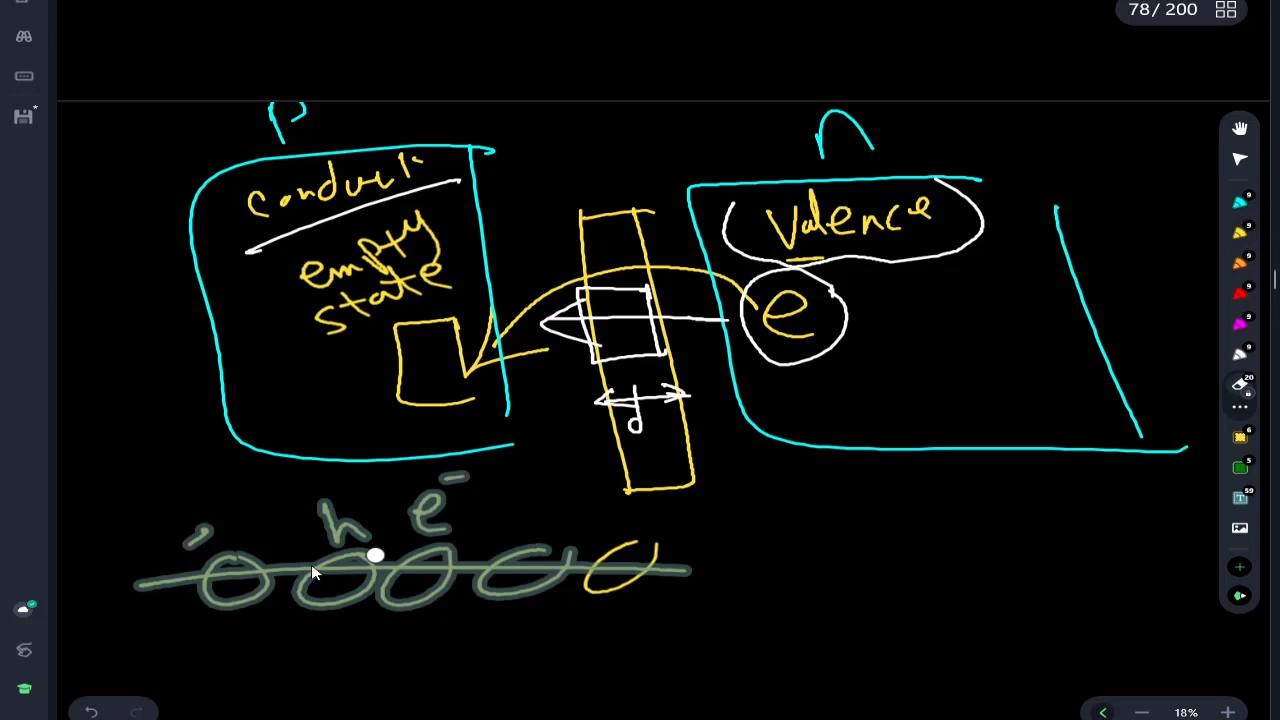 78/ 200
P
n
conduct
Valence
empty
state
e
d
h e⁻
18%